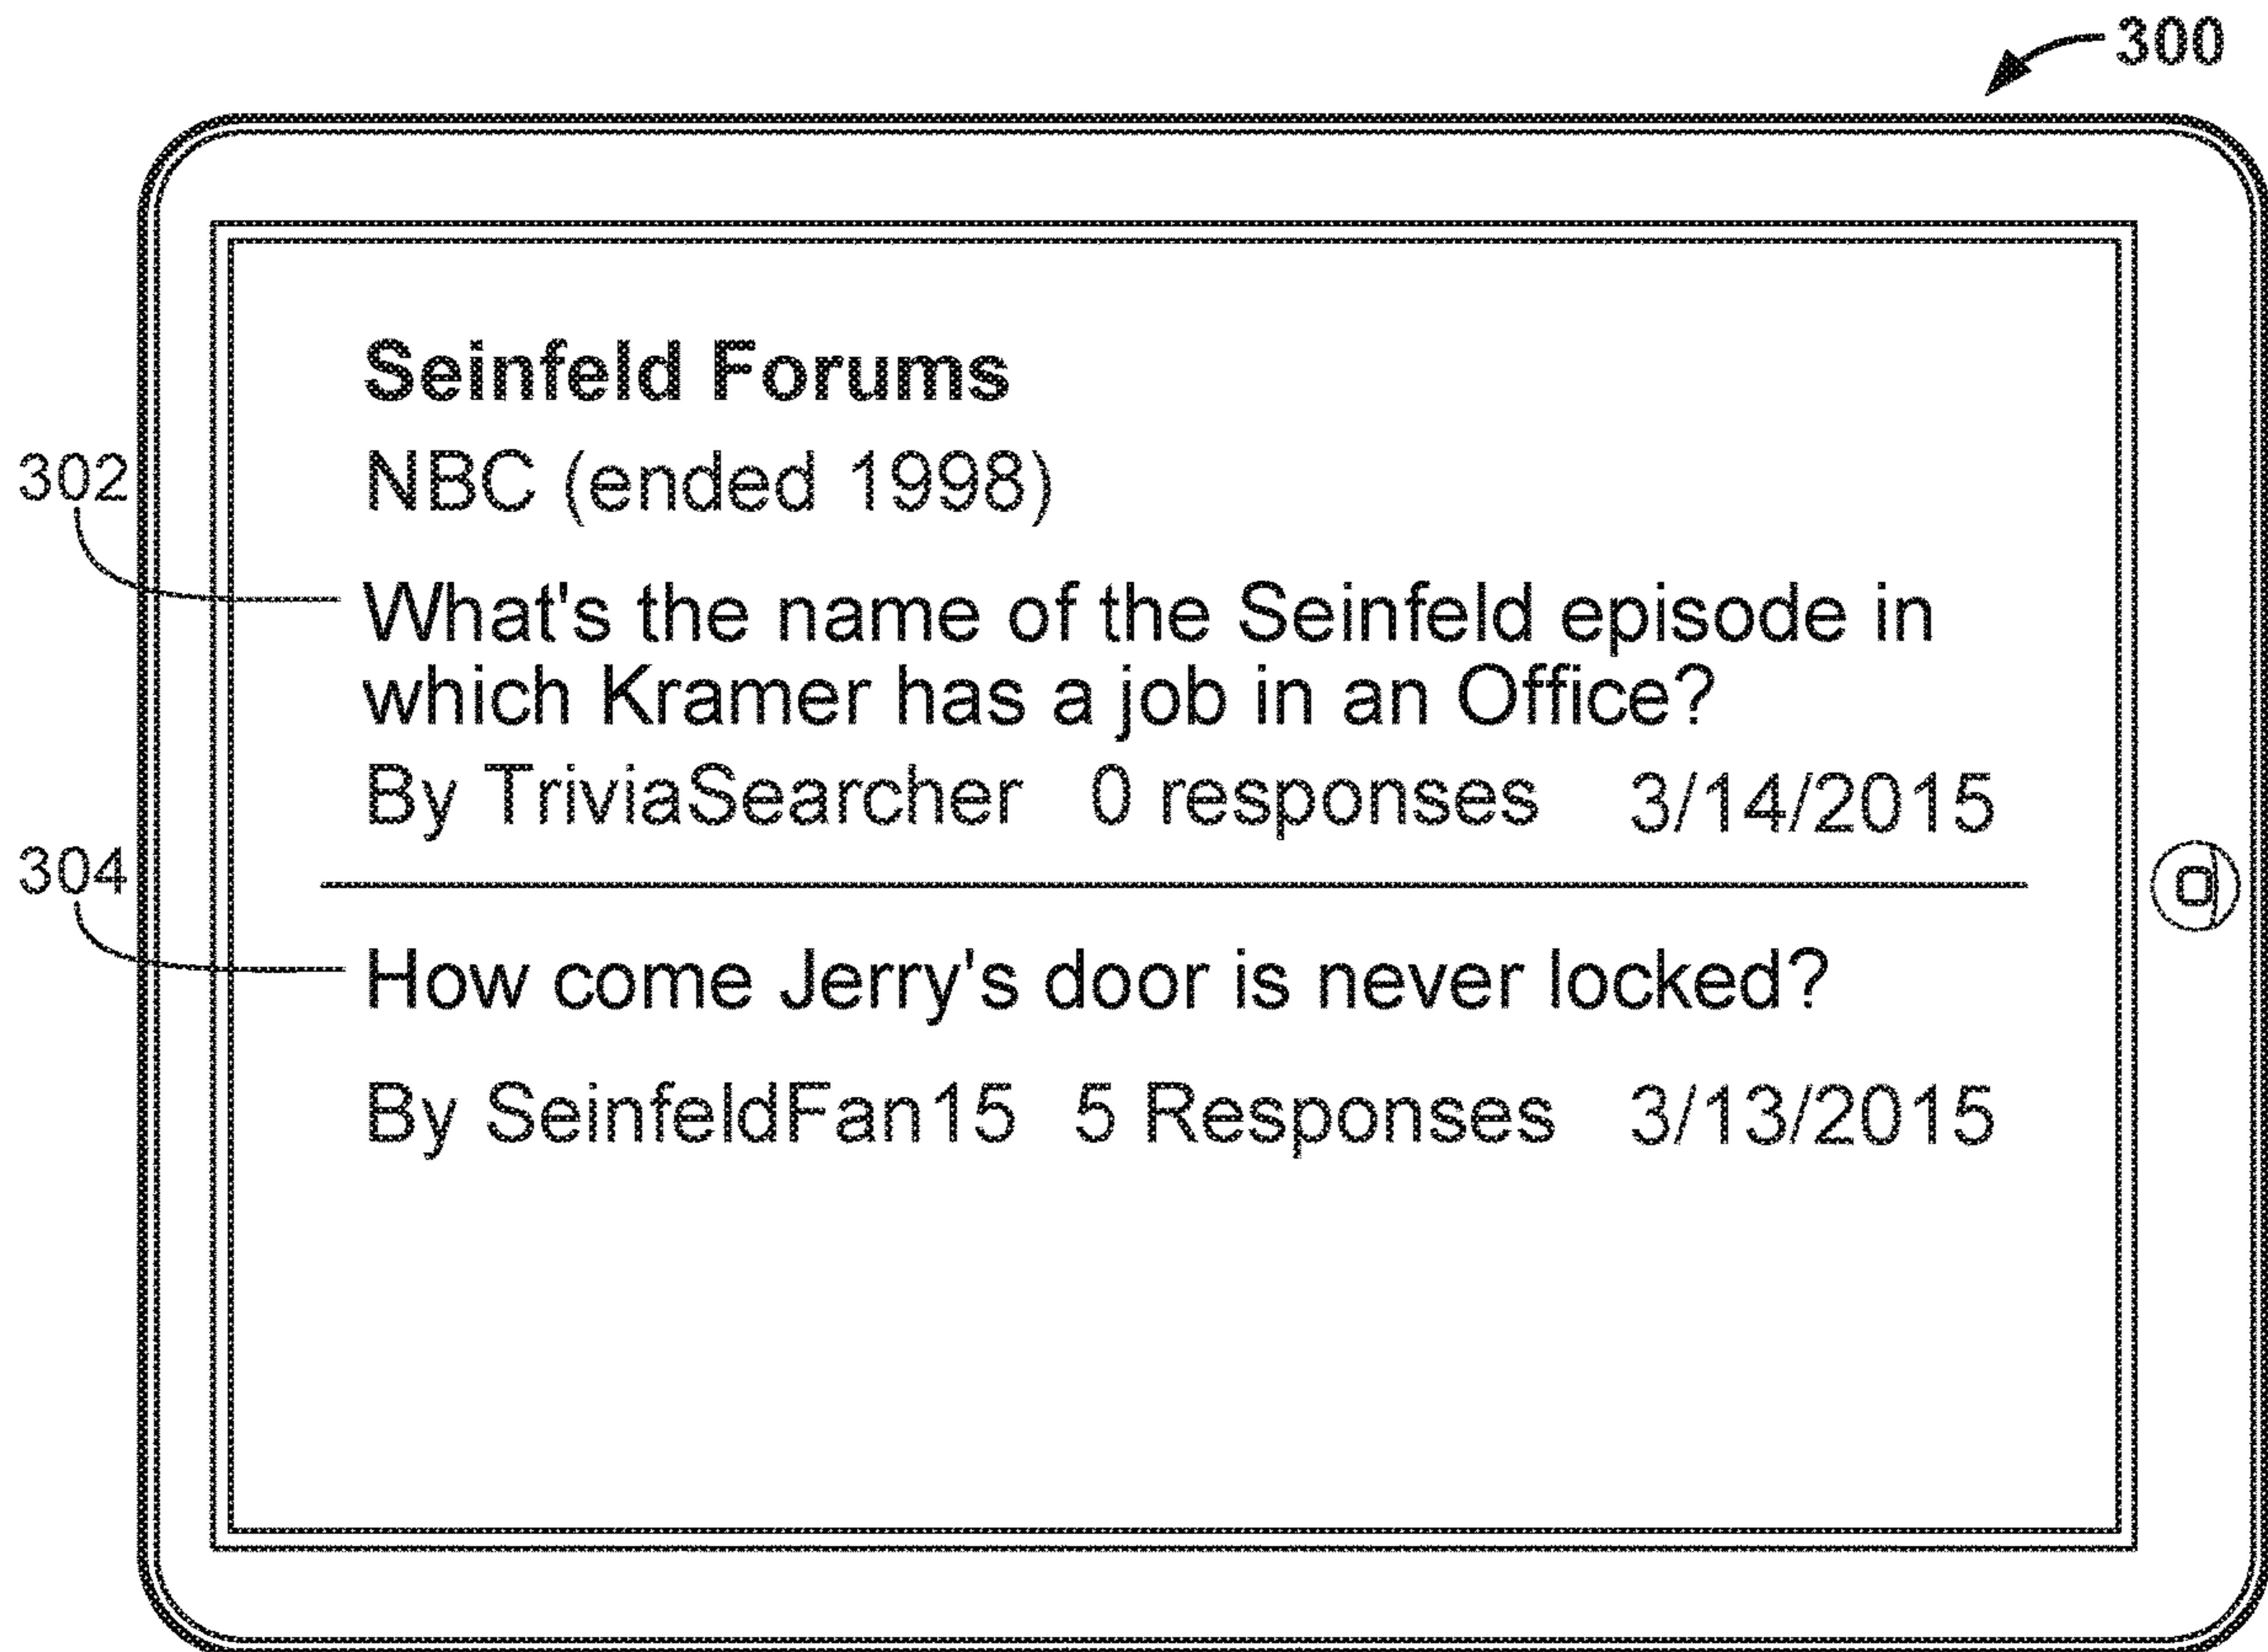 300
Seinfeld Forums
302
NBC (ended 1998)
What's the name of the Seinfeld episode in
which Kramer has a job in an Office?
By TriviaSearcher 0 responses 3/14/2015
304
How come Jerry's door is never locked?
By SeinfeldFan15 5 Responses 3/13/2015